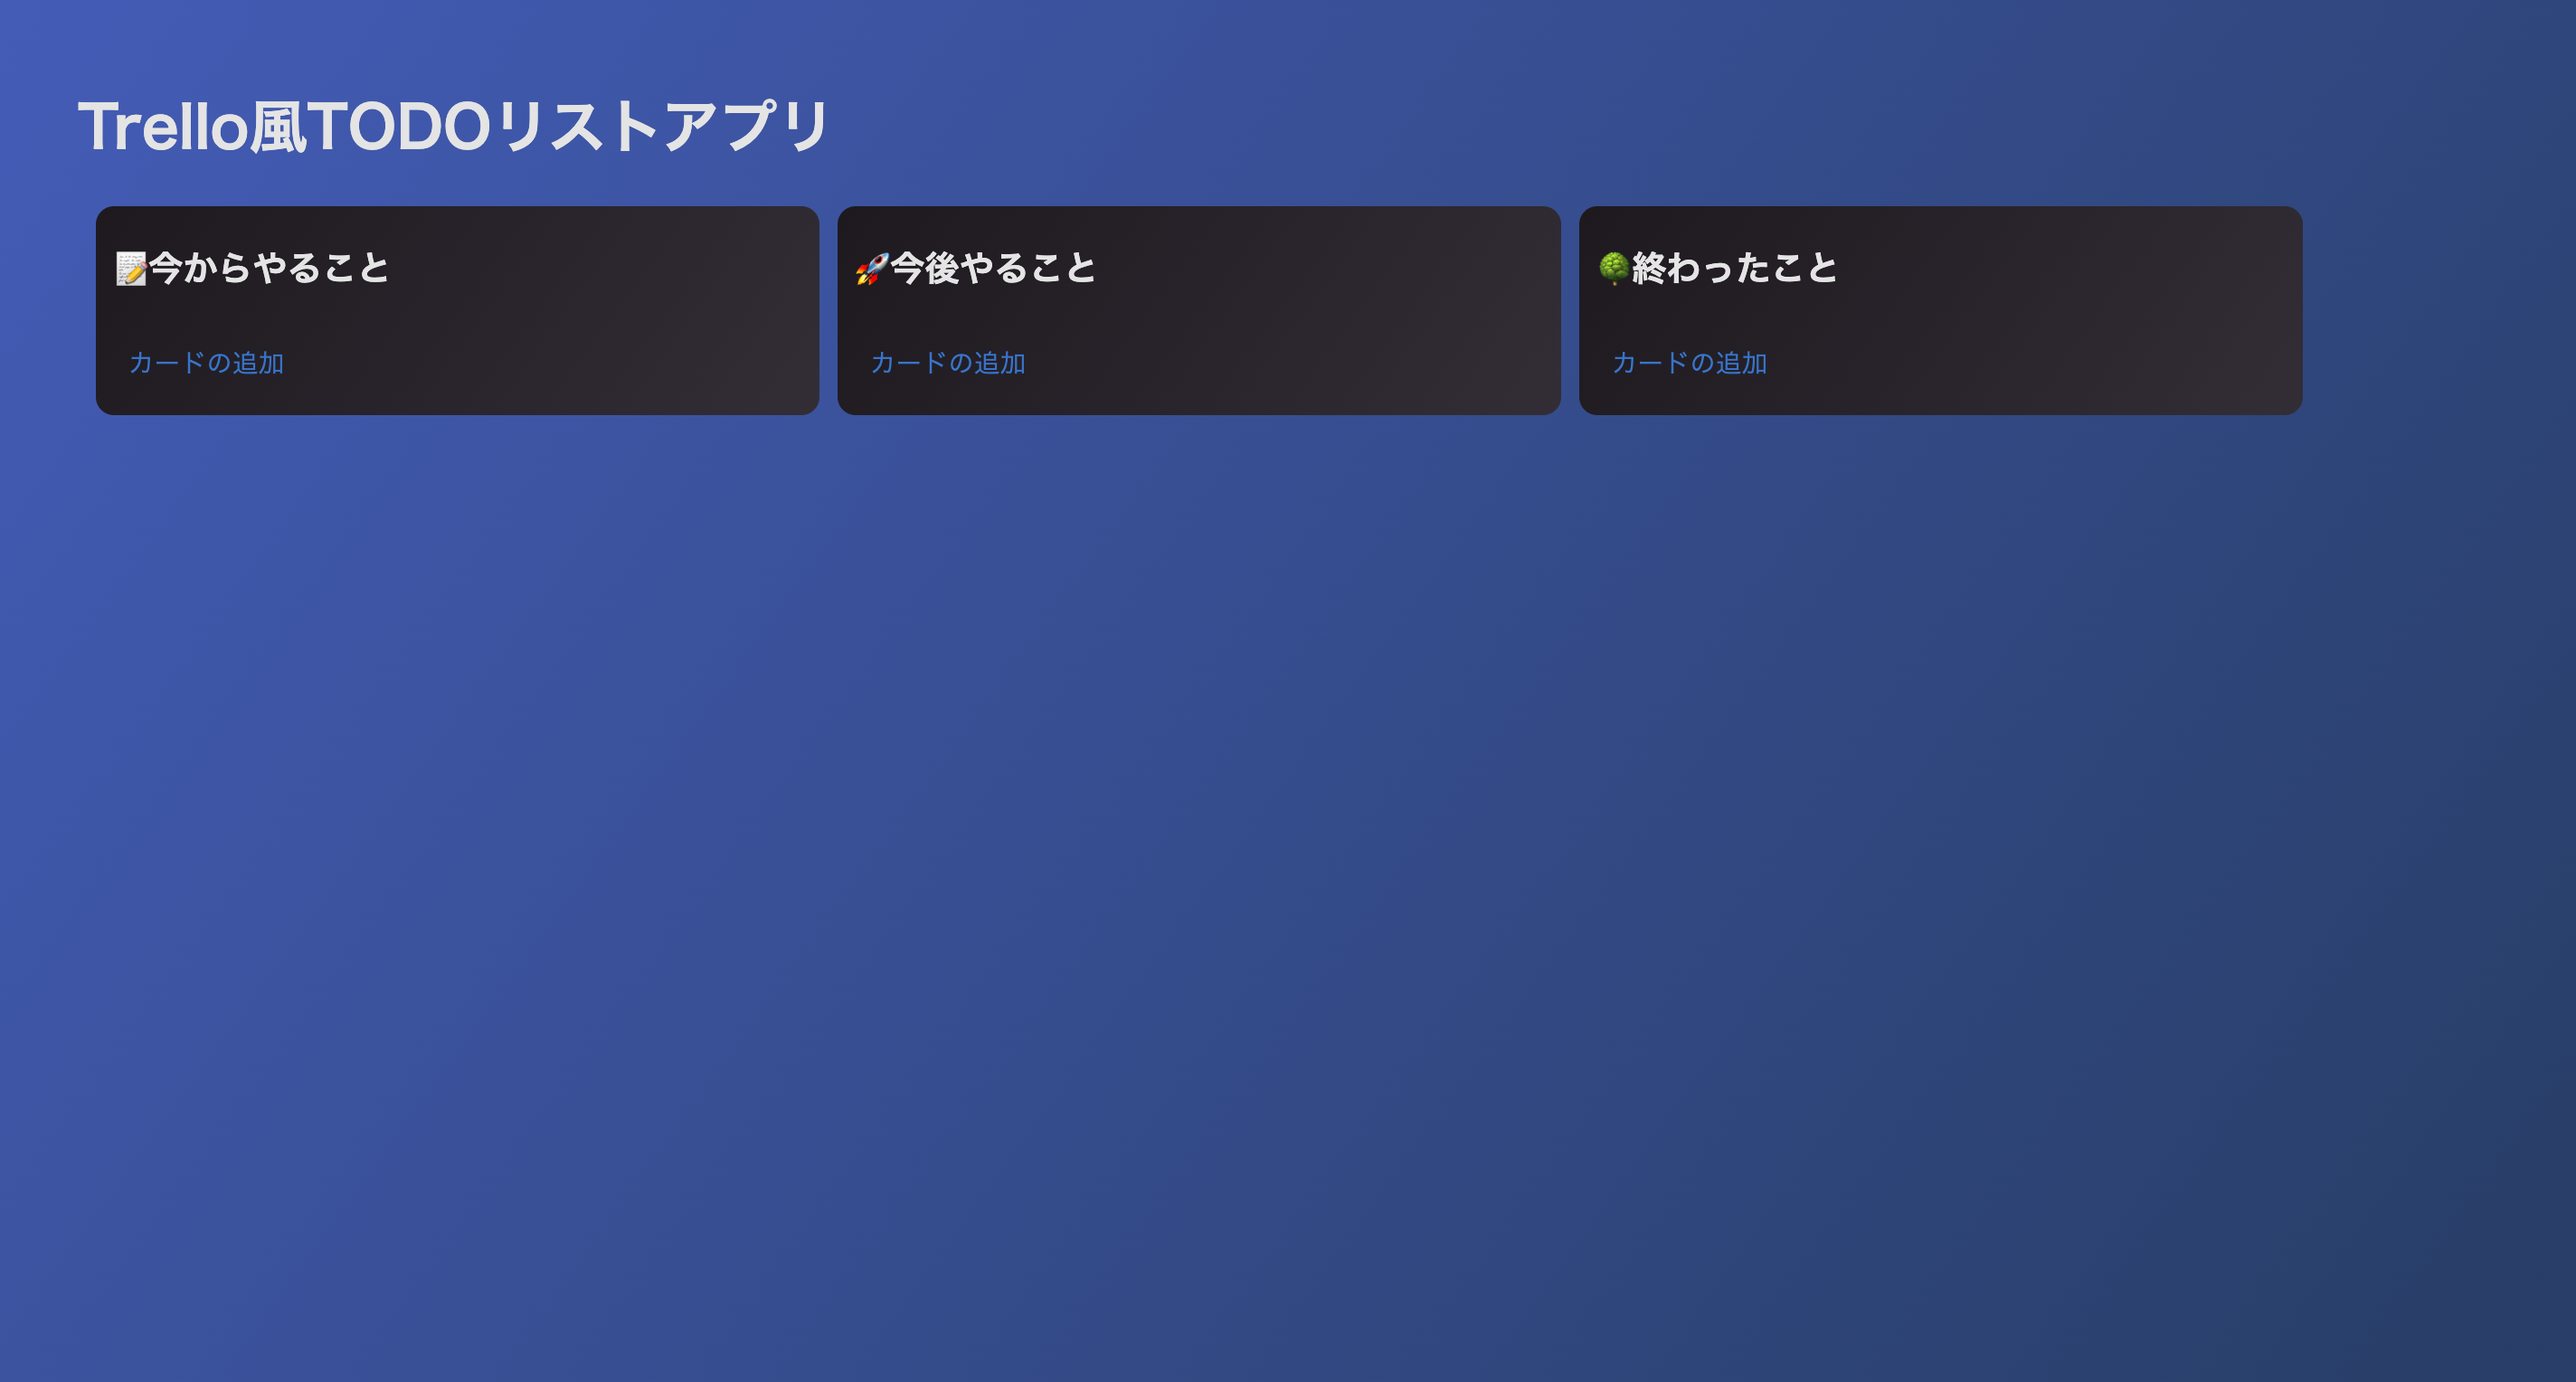 Trello風TODOリストアプリ
📝今からやること
カードの追加
🚀今後やること
カードの追加
🌳終わったこと
カードの追加